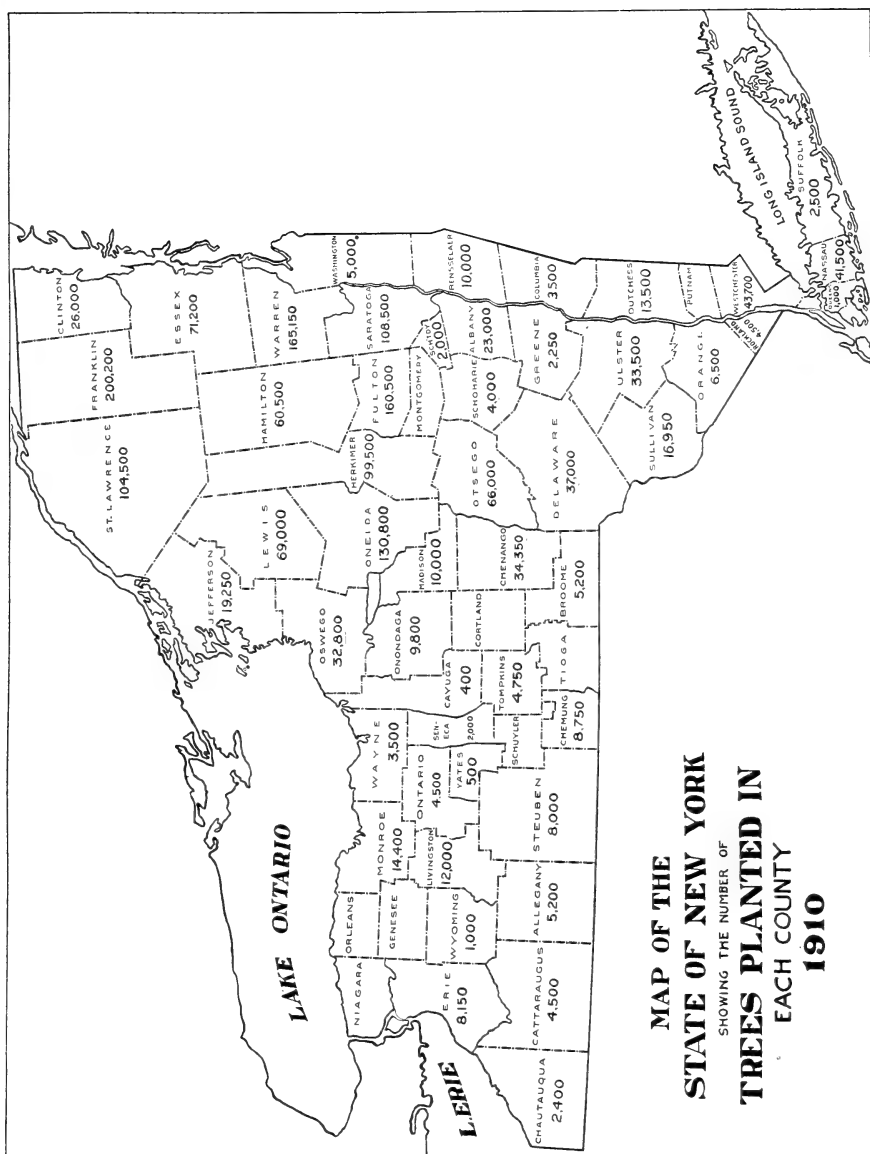 MAP OF THE
STATE OF NEW YORK
SHOWING THE NUMBER OF
TREES PLANTED IN
EACH COUNTY
1910
LAKE ONTARIO
L.ERIE
LONG ISLAND SOUND
CLINTON
26,000
FRANKLIN
200,200
ST. LAWRENCE
104,500
ESSEX
71,200
WARREN
165,150
HAMILTON
60,500
WASHINGTON
5,000
SARATOGA
108,500
FULTON
160,500
HERKIMER
99,500
LEWIS
69,000
JEFFERSON
19,250
OSWEGO
32,800
ONEIDA
130,800
MADISON
10,000
ONONDAGA
9,800
CAYUGA
400
CORTLAND
CHENANGO
34,350
OTSEGO
66,000
MONTGOMERY
SCHTDY
2,000
SCHOHARIE
4,000
ALBANY
23,000
RENSSELAER
10,000
COLUMBIA
3500
GREENE
2,250
DELAWARE
37,000
ULSTER
33,500
DUTCHESS
13,500
PUTNAM
WESTCHESTER
43,700
ROCKLAND
4,500
ORANGE
6,500
SULLIVAN
16,950
BROOME
5,200
TIOGA
TOMPKINS
4,750
CHEMUNG
8,750
SCHUYLER
SEN-
ECA
2,000
WAYNE
3,500
ONTARIO
4,500
YATES
500
STEUBEN
8,000
MONROE
14,400
LIVINGSTON
12,000
ORLEANS
GENESEE
WYOMING
1,000
ALLEGANY
5,200
NIAGARA
ERIE
8,150
CATTARAUGUS
4,500
CHAUTAUQUA
2,400
SUFFOLK
2,500
NASSAU
41,500
1,000